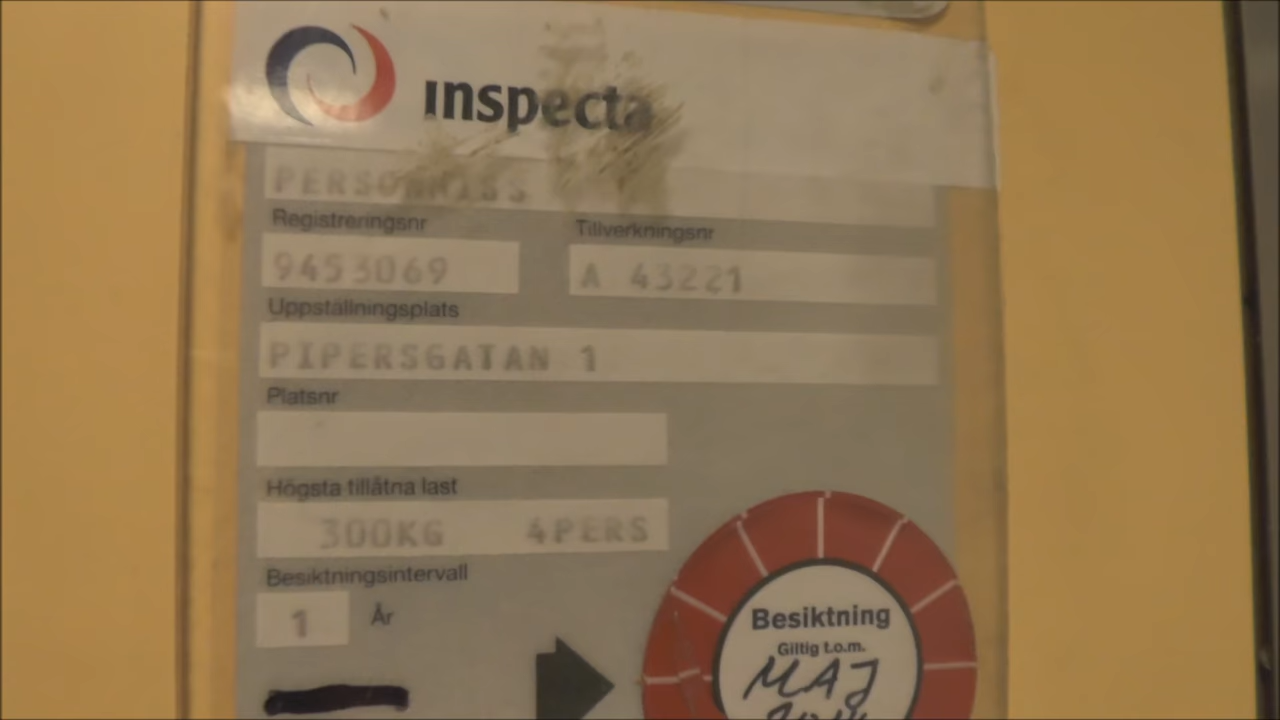 inspecta
PERSONHISS
Registreringsnr Tillverkningsnr
9453069 A 43221
Uppställningsplats
PIPERSGATAN 1
Platsnr
Högsta tillåtna last
300KG 4PERS
Besiktningsintervall
1 År
Besiktning
Giltig t.o.m.
MAJ